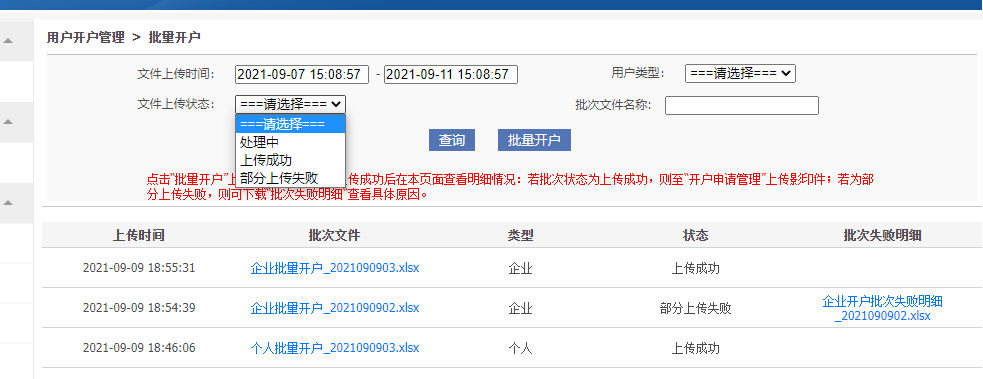 用户开户管理 > 批量开户
文件上传时间： 2021-09-07 15:08:57 - 2021-09-11 15:08:57 用户类型： ===请选择===
文件上传状态： ===请选择=== 批次文件名称：
===请选择===
处理中
上传成功
部分上传失败
查询 批量开户
点击“批量开户”上 传成功后在本页面查看明细情况：若批次状态为上传成功，则至“开户申请管理”上传影印件；若为部
分上传失败，则可下载“批次失败明细”查看具体原因。
上传时间 批次文件 类型 状态 批次失败明细
2021-09-09 18:55:31 企业批量开户_2021090903.xlsx 企业 上传成功
2021-09-09 18:54:39 企业批量开户_2021090902.xlsx 企业 部分上传失败 企业开户批次失败明细
_2021090902.xlsx
2021-09-09 18:46:06 个人批量开户_2021090903.xlsx 个人 上传成功